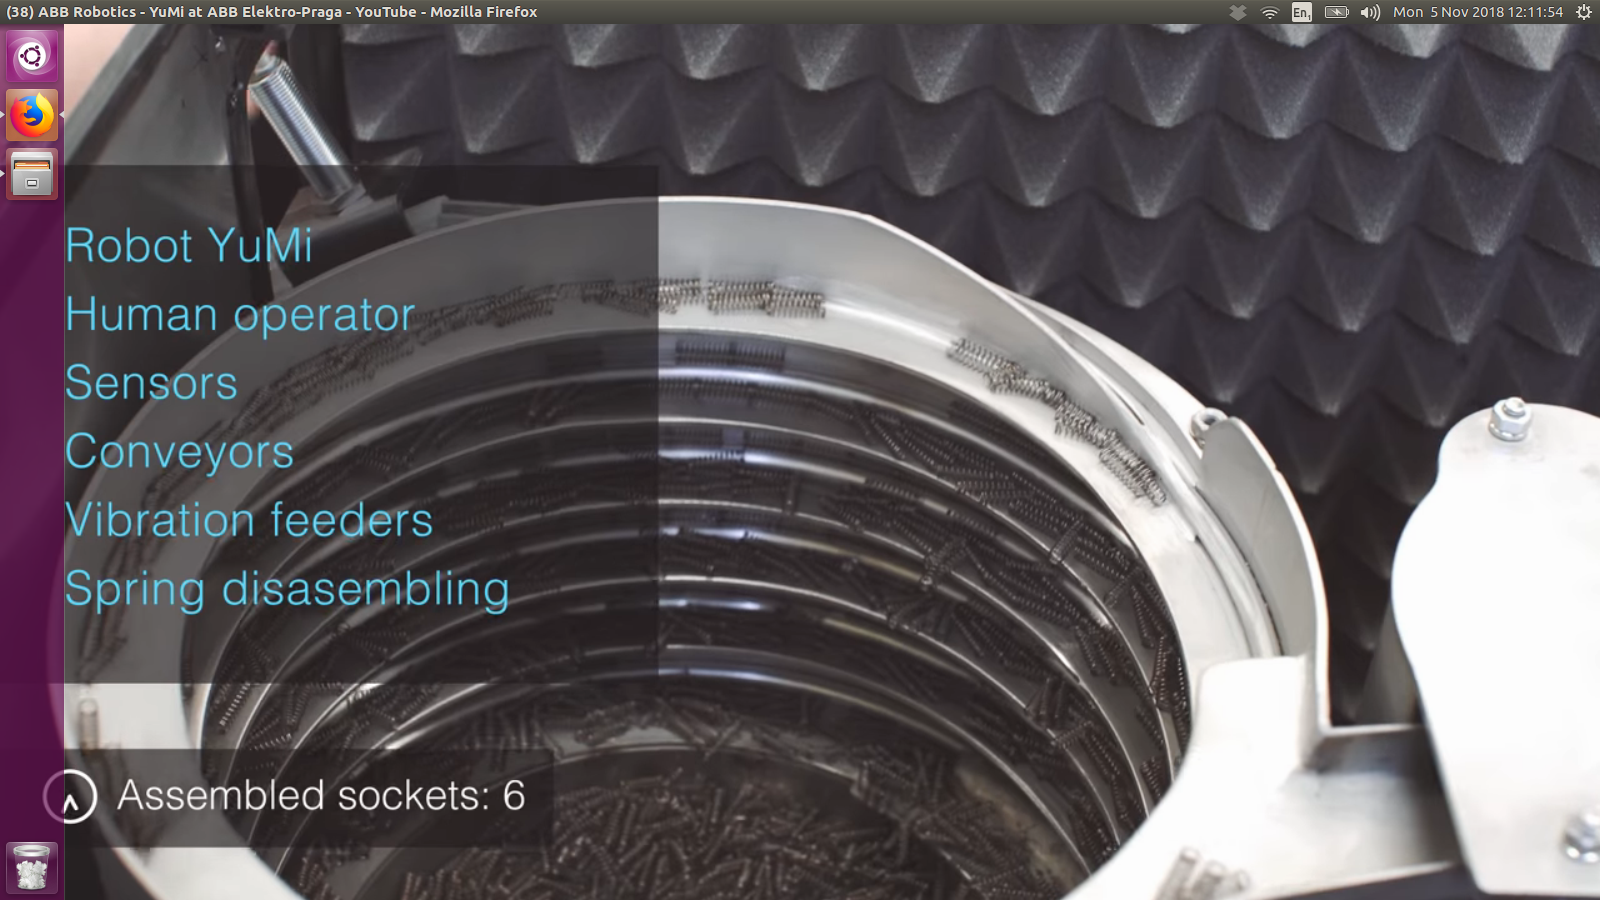 (38) ABB Robotics - YuMi at ABB Elektro-Praga - YouTube - Mozilla Firefox
En1
Mon 5 Nov 2018 12:11:54
Robot YuMi
Human operator
Sensors
Conveyors
Vibration feeders
Spring disasembling
Assembled sockets: 6